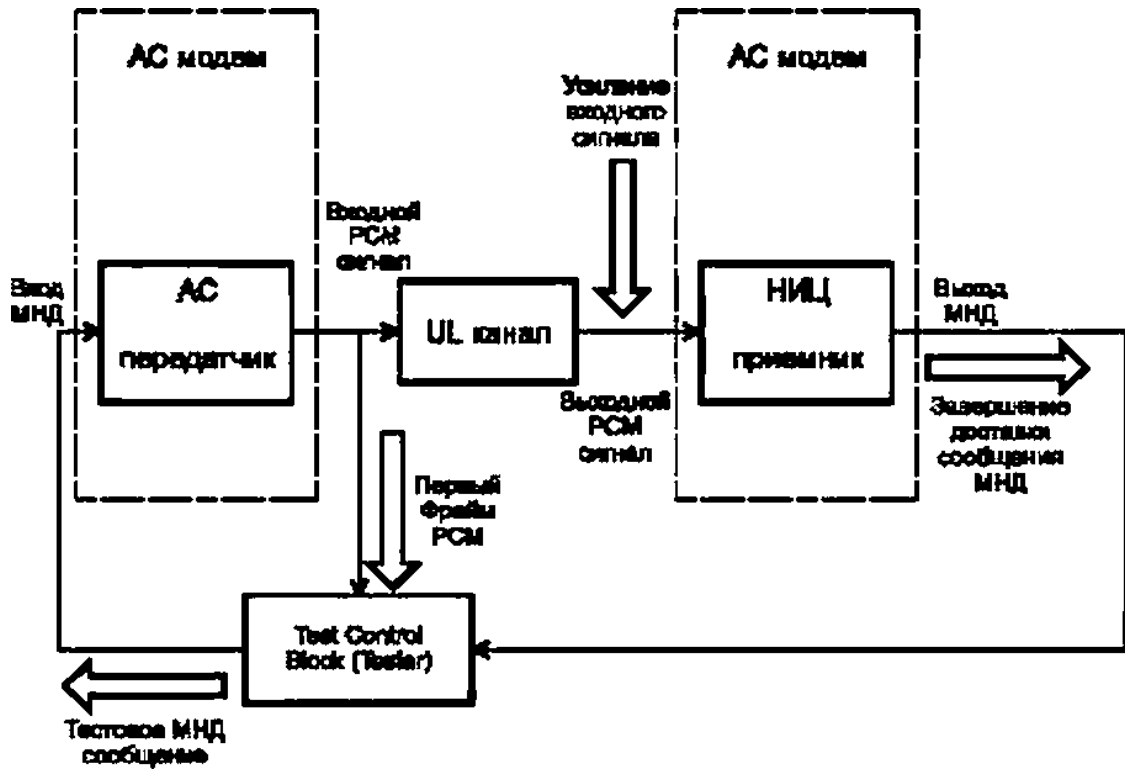 АС модем
АС модем
Усиление
входного
сигнала
Входной
PCM
сигнал
Вход
МНД
АС
передатчик
UL канал
НИЦ
приемник
Выход
МНД
Выходной
PCM
сигнал
Завершение
доставки
сообщения
МНД
Первый
Фрейм
PCM
Test Control
Block (Tester)
Тестовое МНД
сообщение